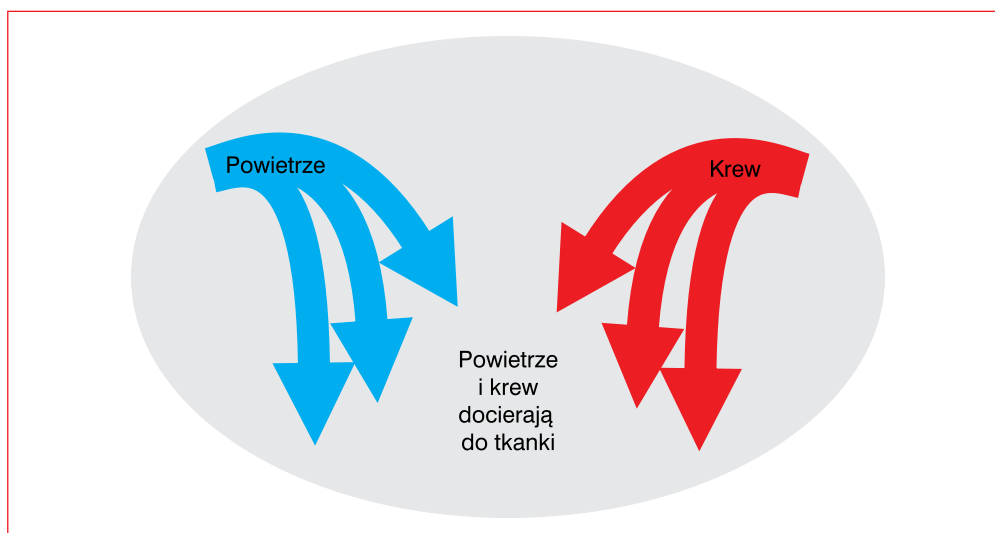 Powietrze
Krew
Powietrze
i krew
docierają
do tkanki